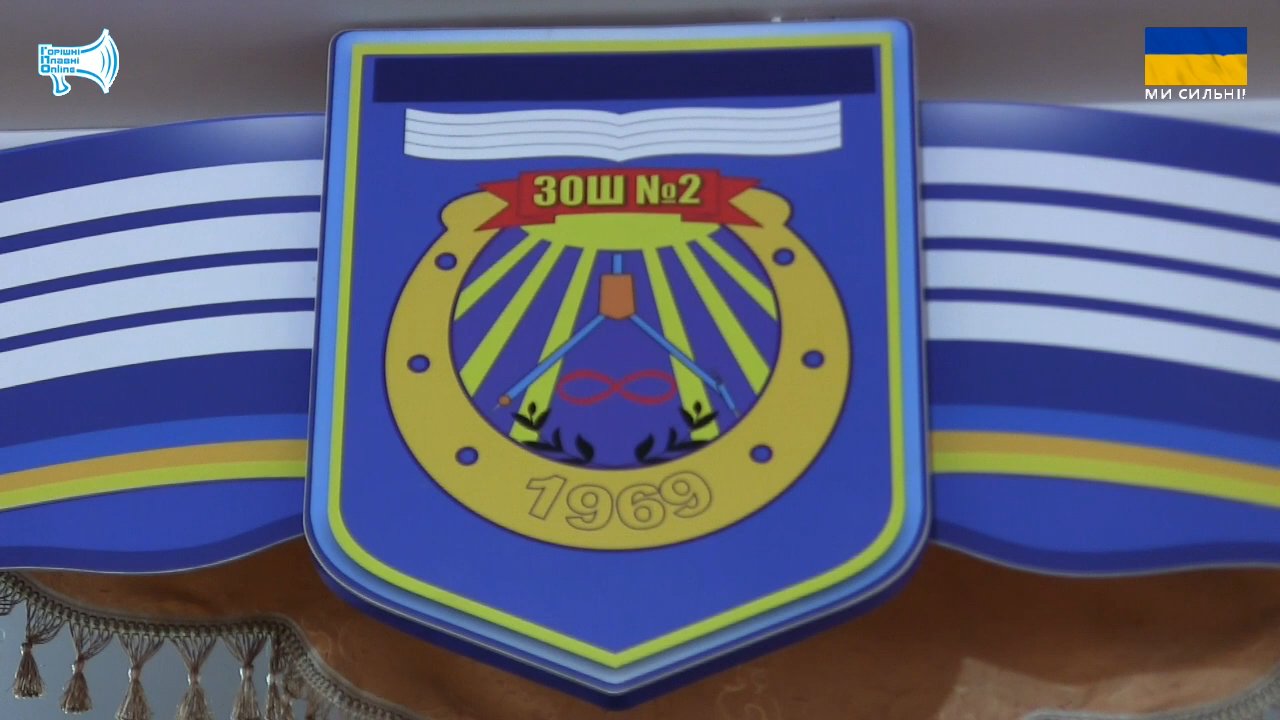 Горішні
Плавні
Online
МИ СИЛЬНІ!
ЗОШ №2
1969